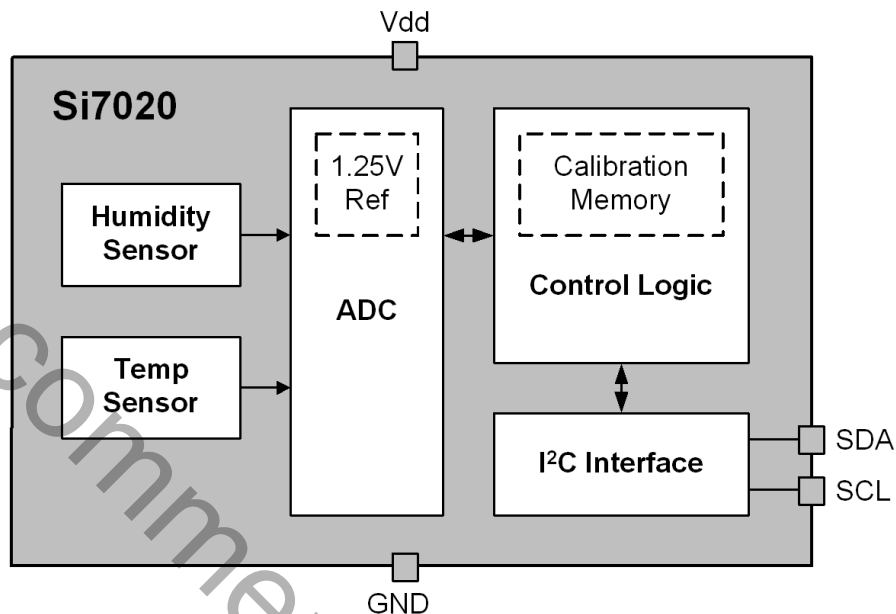 Vdd
Si7020
1.25V
Ref
Calibration
Memory
Humidity
Sensor
Control Logic
ADC
Temp
Sensor
I²C Interface
SDA
SCL
GND